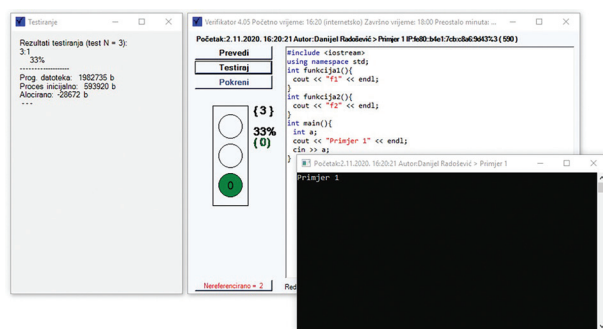 Testiranje
Rezultati testiranja (test N = 3):
3:1
33%
--------------------
Prog. datoteka: 1982735 b
Proces inicijalno: 593920 b
Alocirano: -28672 b
---
Verifikator 4.05 Početno vrijeme: 16:20 (internetsko) Završno vrijeme: 18:00 Preostalo minuta: ...
Početak:2.11.2020. 16:20:21 Autor:Danijel Radošević > Primjer 1 IP:fe80::b4e1:7cb:c8a6:9d43%3 ( 590 )
Prevedi
Testiraj
Pokreni
{ 3 }
33%
( 0 )
0
Nereferencirano = 2
Red
#include <iostream>
using namespace std;
int funkcija1(){
cout << "f1" << endl;
}
int funkcija2(){
cout << "f2" << endl;
}
int main(){
int a;
cout << "Primjer 1" << endl;
cin >> a;
}
Početak:2.11.2020. 16:20:21 Autor:Danijel Radošević > Primjer 1
Primjer 1